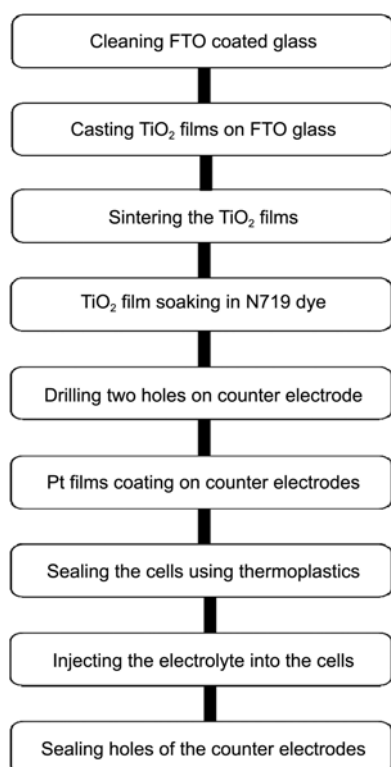 Cleaning FTO coated glass
Casting TiO₂ films on FTO glass
Sintering the TiO₂ films
TiO₂ film soaking in N719 dye
Drilling two holes on counter electrode
Pt films coating on counter electrodes
Sealing the cells using thermoplastics
Injecting the electrolyte into the cells
Sealing holes of the counter electrodes